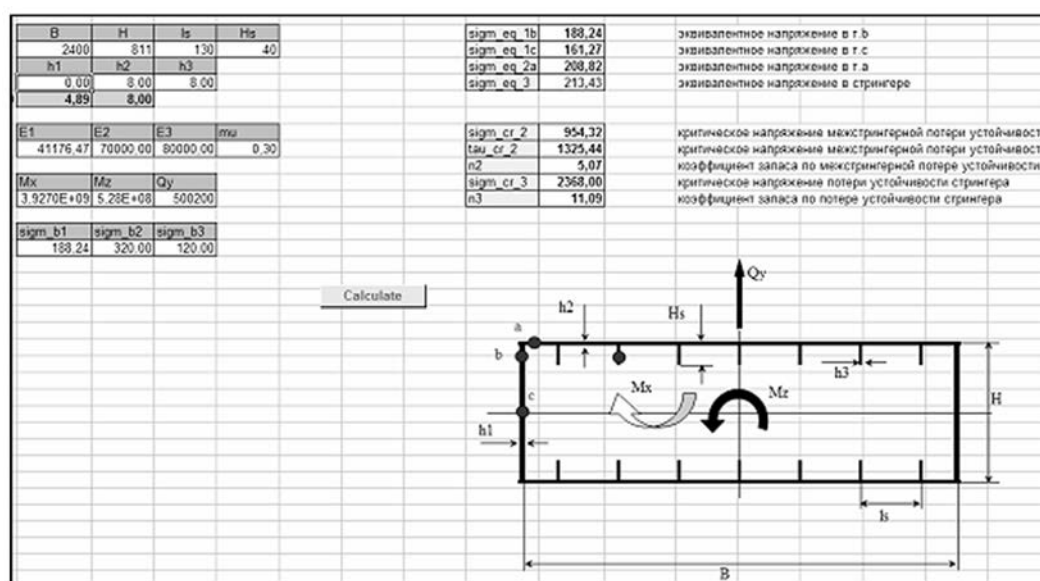 B H ls Hs
2400 811 130 40
h1 h2 h3
0,00 8,00 8,00
4,89 8,00
E1 E2 E3 mu
41176,47 70000,00 80000,00 0,30
Mx Mz Qy
3.9270E+09 5.28E+08 500200
sigm_b1 sigm_b2 sigm_b3
188,24 320,00 120,00
sigm_eq_1b 188,24 эквивалентное напряжение в т.b
sigm_eq_1c 161,27 эквивалентное напряжение в т.с
sigm_eq_2a 208,82 эквивалентное напряжение в т.а
sigm_eq_3 213,43 эквивалентное напряжение в стрингере
sigm_cr_2 954,32 критическое напряжение межстрингерной потери устойчивост
tau_cr_2 1325,44 критическое напряжение межстрингерной потери устойчивост
n2 5,07 коэффициент запаса по межстрингерной потере устойчивости
sigm_cr_3 2368,00 критическое напряжение потери устойчивости стрингера
n3 11,09 коэффициент запаса по потере устойчивости стрингера
Calculate
Qy
h2 Hs
a
b
h3
Mx Mz
c H
h1
ls
B